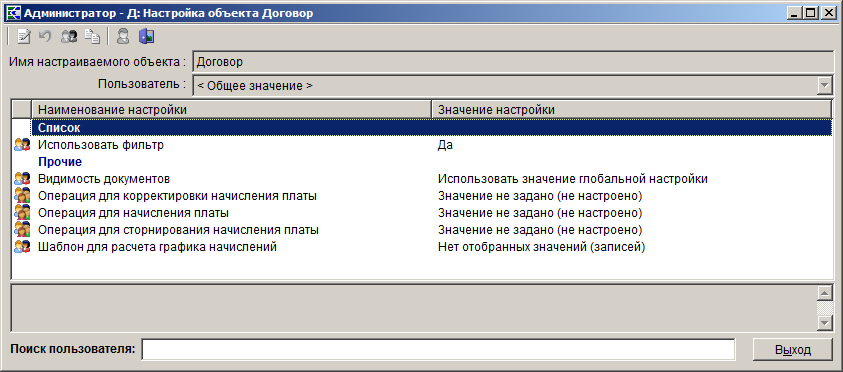 Администратор - Д: Настройка объекта Договор
Имя настраиваемого объекта : Договор
Пользователь : < Общее значение >
Наименование настройки Значение настройки
Список
Использовать фильтр Да
Прочие
Видимость документов Использовать значение глобальной настройки
Операция для корректировки начисления платы Значение не задано (не настроено)
Операция для начисления платы Значение не задано (не настроено)
Операция для сторнирования начисления платы Значение не задано (не настроено)
Шаблон для расчета графика начислений Нет отобранных значений (записей)
Поиск пользователя: Выход